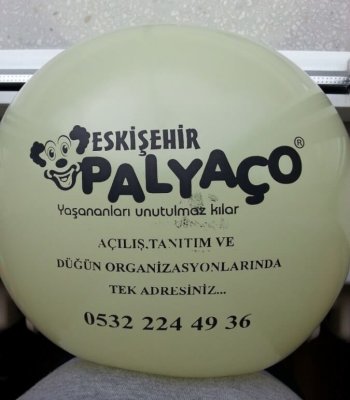 ESKİŞEHİR
PALYAÇO®
Yaşananları unutulmaz kılar
AÇILIŞ.TANITIM VE
DÜĞÜN ORGANİZASYONLARINDA
TEK ADRESİNİZ...
0532 224 49 36